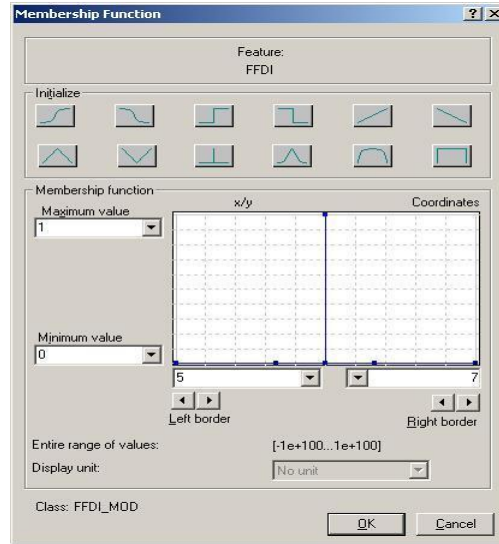 Membership Function
Feature:
FFDI
Initialize
Membership function
x/y
Coordinates
Maximum value
1
Minimum value
0
5
7
Left border
Right border
Entire range of values:
[-1e+100...1e+100]
Display unit:
No unit
Class: FFDI_MOD
OK
Cancel